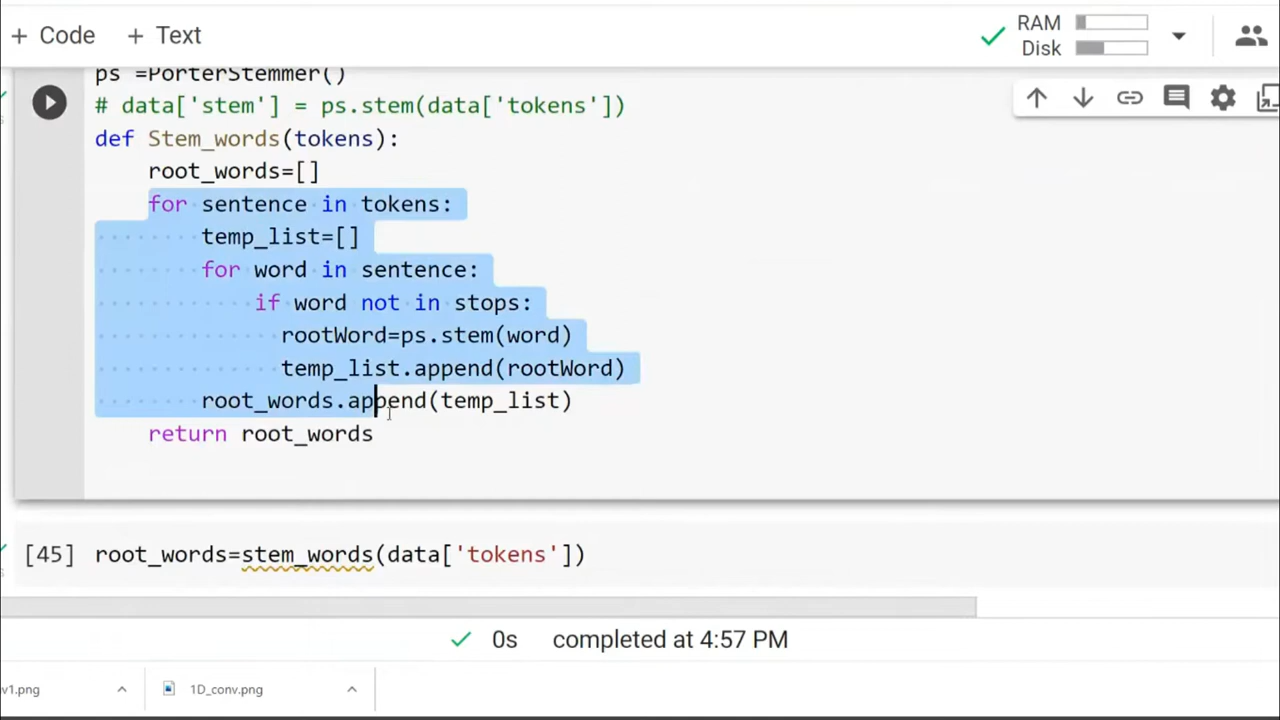 + Code + Text
RAM
Disk
ps =PorterStemmer()
# data['stem'] = ps.stem(data['tokens'])
def Stem_words(tokens):
root_words=[]
for sentence in tokens:
temp_list=[]
for word in sentence:
if word not in stops:
rootWord=ps.stem(word)
temp_list.append(rootWord)
root_words.append(temp_list)
return root_words
[45] root_words=stem_words(data['tokens'])
0s completed at 4:57 PM
v1.png
1D_conv.png